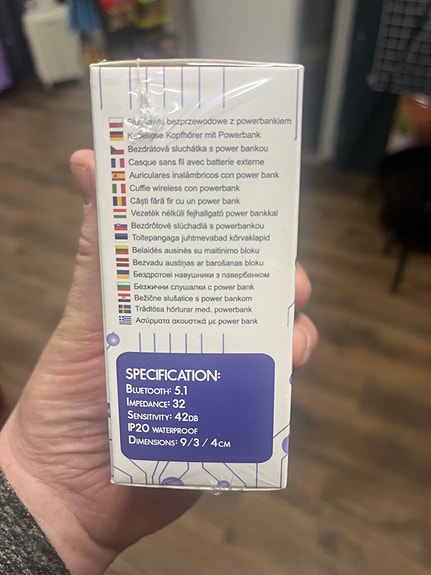 Słuchawki bezprzewodowe z powerbankiem
Kabellose Kopfhörer mit Powerbank
Bezdrátová sluchátka s power bankou
Casque sans fil avec batterie externe
Auriculares inalámbricos con power bank
Cuffie wireless con powerbank
Căști fără fir cu un power bank
Vezeték nélküli fejhallgató power bankkal
Bezdrôtové slúchadlá s powerbankou
Toitepangaga juhtmevabad kõrvaklapid
Belaidės ausinės su maitinimo bloku
Bezvadu austiņas ar barošanas bloku
Бездротові навушники з павербанком
Безжични слушалки с power bank
Bežične slušalice s power bankom
Trådlösa hörlurar med, powerbank
Ασύρματα ακουστικά με power bank
SPECIFICATION:
BLUETOOTH: 5.1
IMPEDANCE: 32
SENSITIVITY: 42DB
IP20 WATERPROOF
DIMENSIONS: 9/3 / 4CM